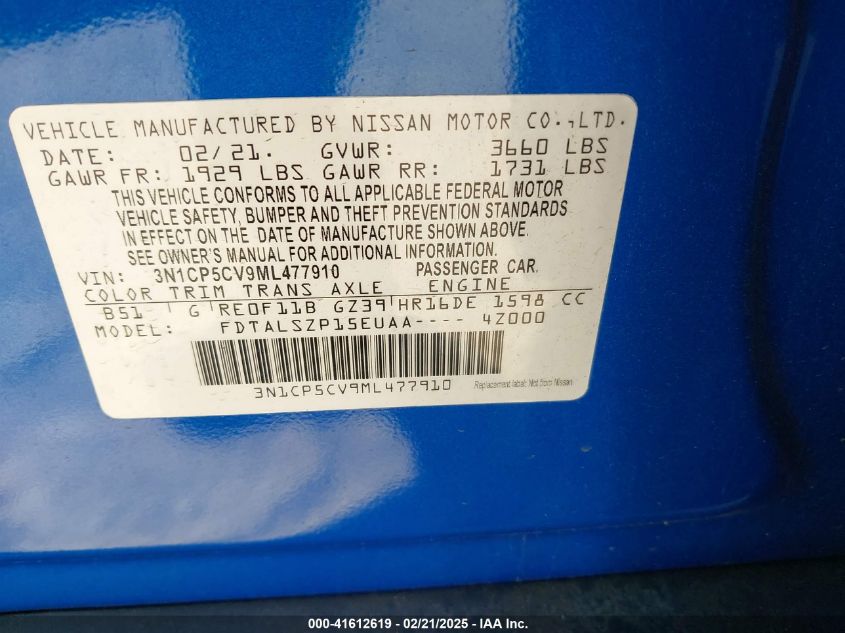 VEHICLE MANUFACTURED BY NISSAN MOTOR CO.,LTD.
DATE: 02/21. GVWR: 3660 LBS
GAWR FR: 1929 LBS GAWR RR: 1731 LBS
THIS VEHICLE CONFORMS TO ALL APPLICABLE FEDERAL MOTOR
VEHICLE SAFETY, BUMPER AND THEFT PREVENTION STANDARDS
IN EFFECT ON THE DATE OF MANUFACTURE SHOWN ABOVE.
SEE OWNER'S MANUAL FOR ADDITIONAL INFORMATION.
VIN: 3N1CP5CV9ML477910 PASSENGER CAR.
COLOR TRIM TRANS AXLE ENGINE
B51 G RE0F11B GZ39 HR16DE 1598 CC
MODEL: FDTALSZP15EUAA---- 4Z000
3N1CP5CV9ML477910 Replacement label: Not from Nissan
000-41612619 - 02/21/2025 - IAA Inc.